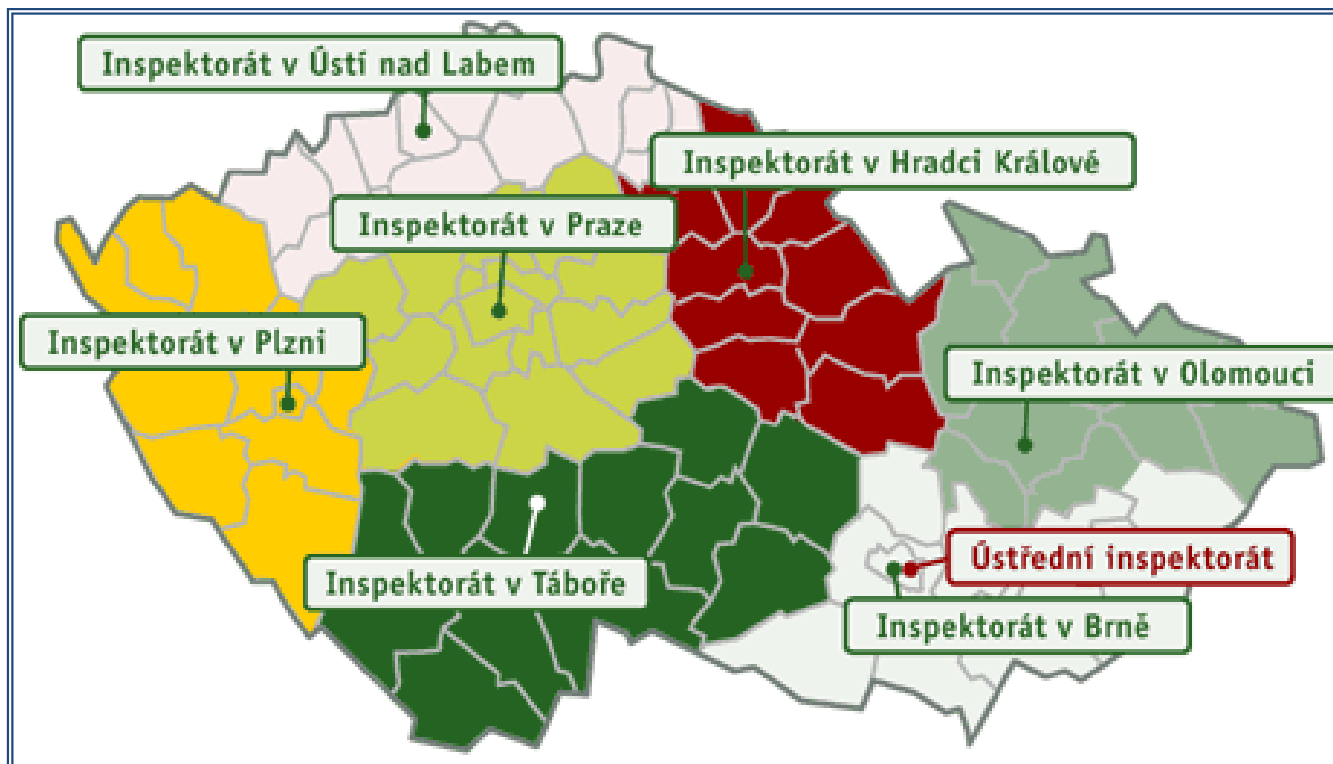 Inspektorát v Ústí nad Labem
Inspektorát v Hradci Králové
Inspektorát v Praze
Inspektorát v Plzni
Inspektorát v Olomouci
Ústřední inspektorát
Inspektorát v Táboře
Inspektorát v Brně